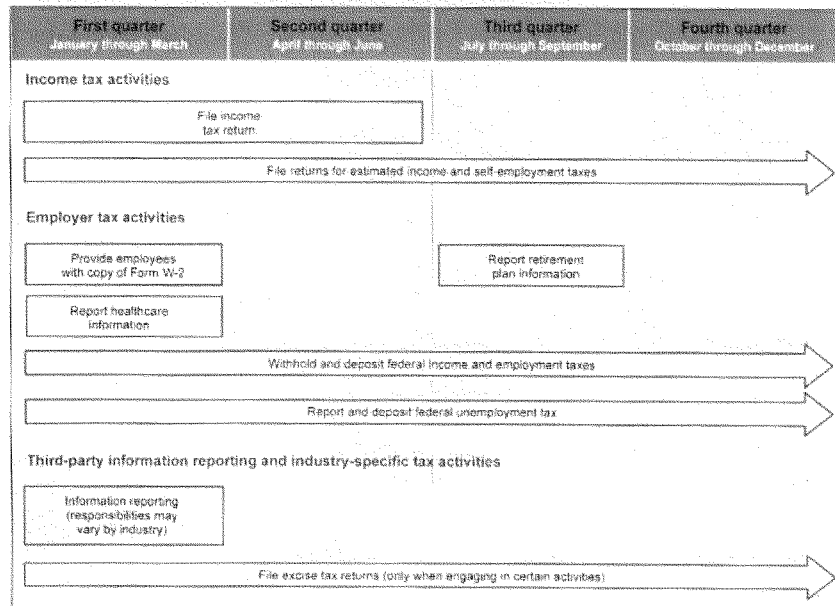 First quarter
January through March
Second quarter
April through June
Third quarter
July through September
Fourth quarter
October through December
Income tax activities
File income
tax return
File returns for estimated income and self-employment taxes
Employer tax activities
Provide employees
with copy of Form W-2
Report retirement
plan information
Report healthcare
information
Withhold and deposit federal income and employment taxes
Report and deposit federal unemployment tax
Third-party information reporting and industry-specific tax activities
Information reporting
(responsibilities may
vary by industry)
File excise tax returns (only when engaging in certain activities)